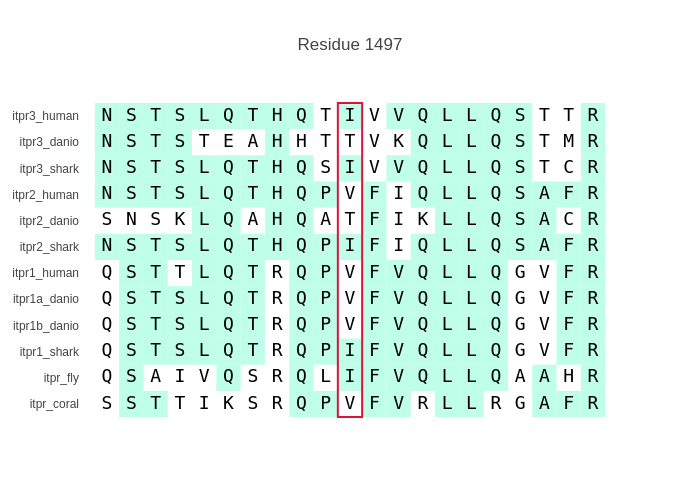 Residue 1497
itpr3_human N S T S L Q T H Q T I V V Q L L Q S T T R
itpr3_danio N S T S T E A H H T T V K Q L L Q S T M R
itpr3_shark N S T S L Q T H Q S I V V Q L L Q S T C R
itpr2_human N S T S L Q T H Q P V F I Q L L Q S A F R
itpr2_danio S N S K L Q A H Q A T F I K L L Q S A C R
itpr2_shark N S T S L Q T H Q P I F I Q L L Q S A F R
itpr1_human Q S T T L Q T R Q P V F V Q L L Q G V F R
itpr1a_danio Q S T S L Q T R Q P V F V Q L L Q G V F R
itpr1b_danio Q S T S L Q T R Q P V F V Q L L Q G V F R
itpr1_shark Q S T S L Q T R Q P I F V Q L L Q G V F R
itpr_fly Q S A I V Q S R Q L I F V Q L L Q A A H R
itpr_coral S S T T I K S R Q P V F V R L L R G A F R